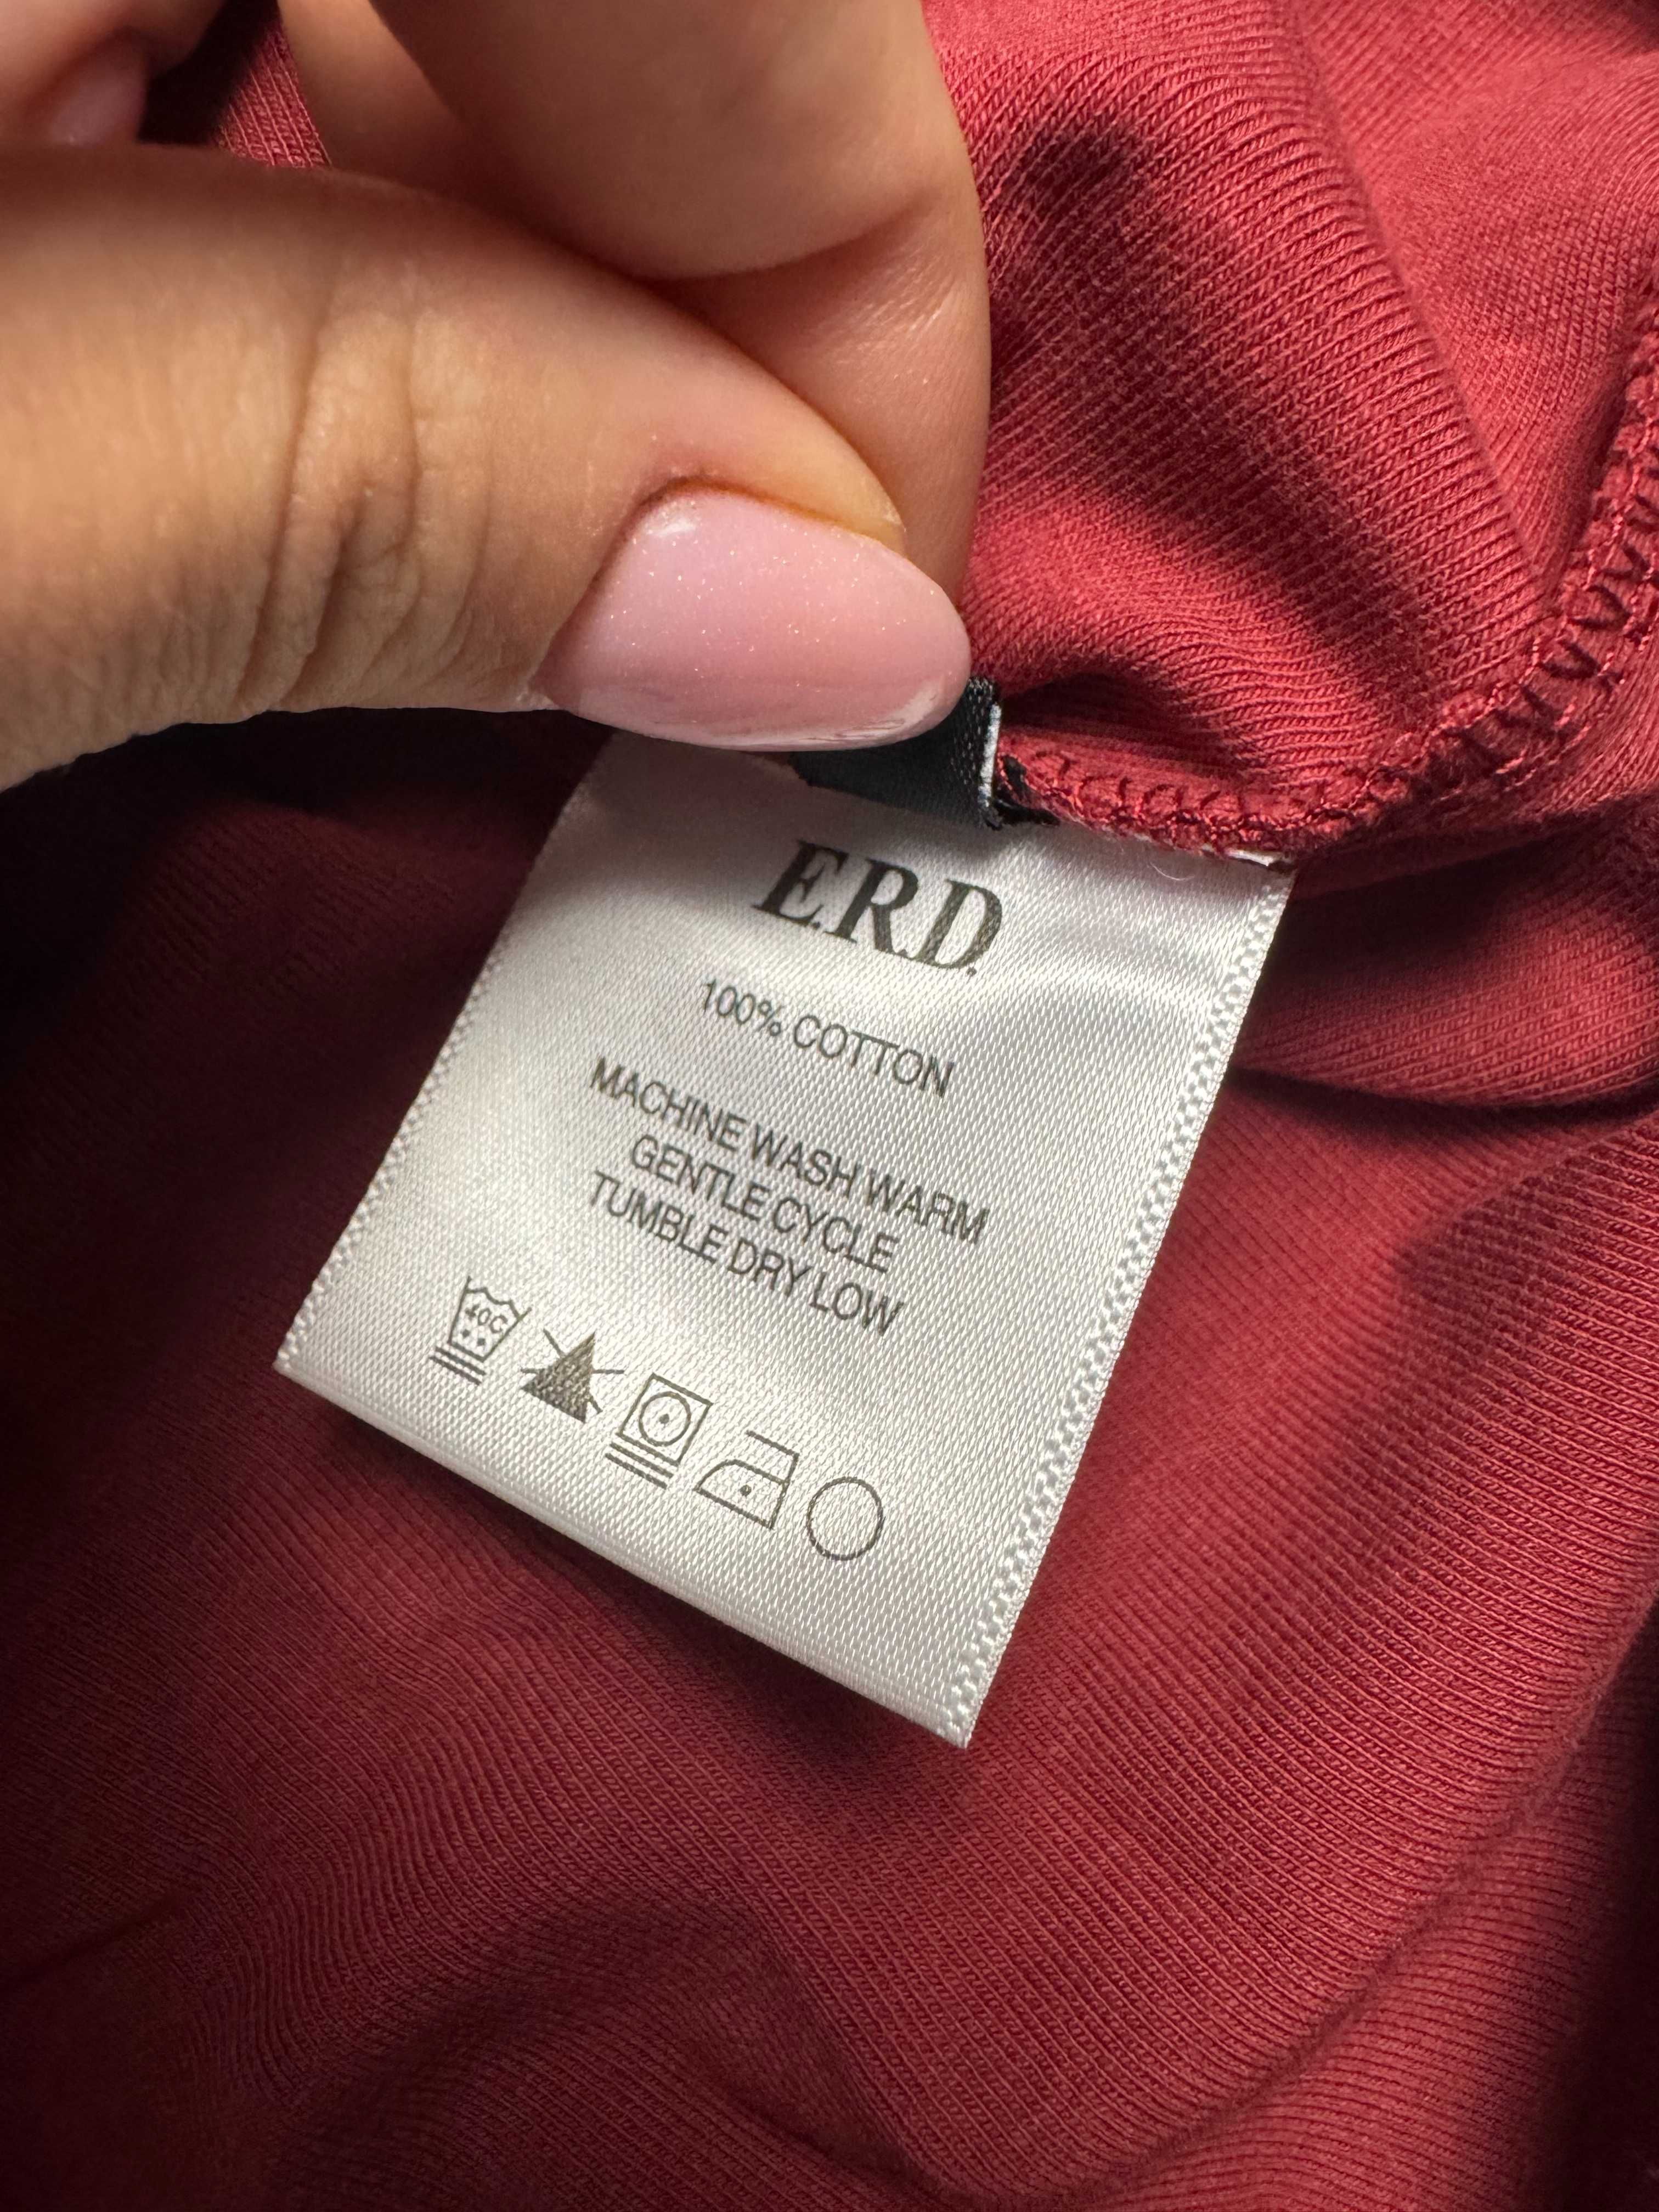 E.R.D.
100% COTTON
MACHINE WASH WARM
GENTLE CYCLE
TUMBLE DRY LOW
40C